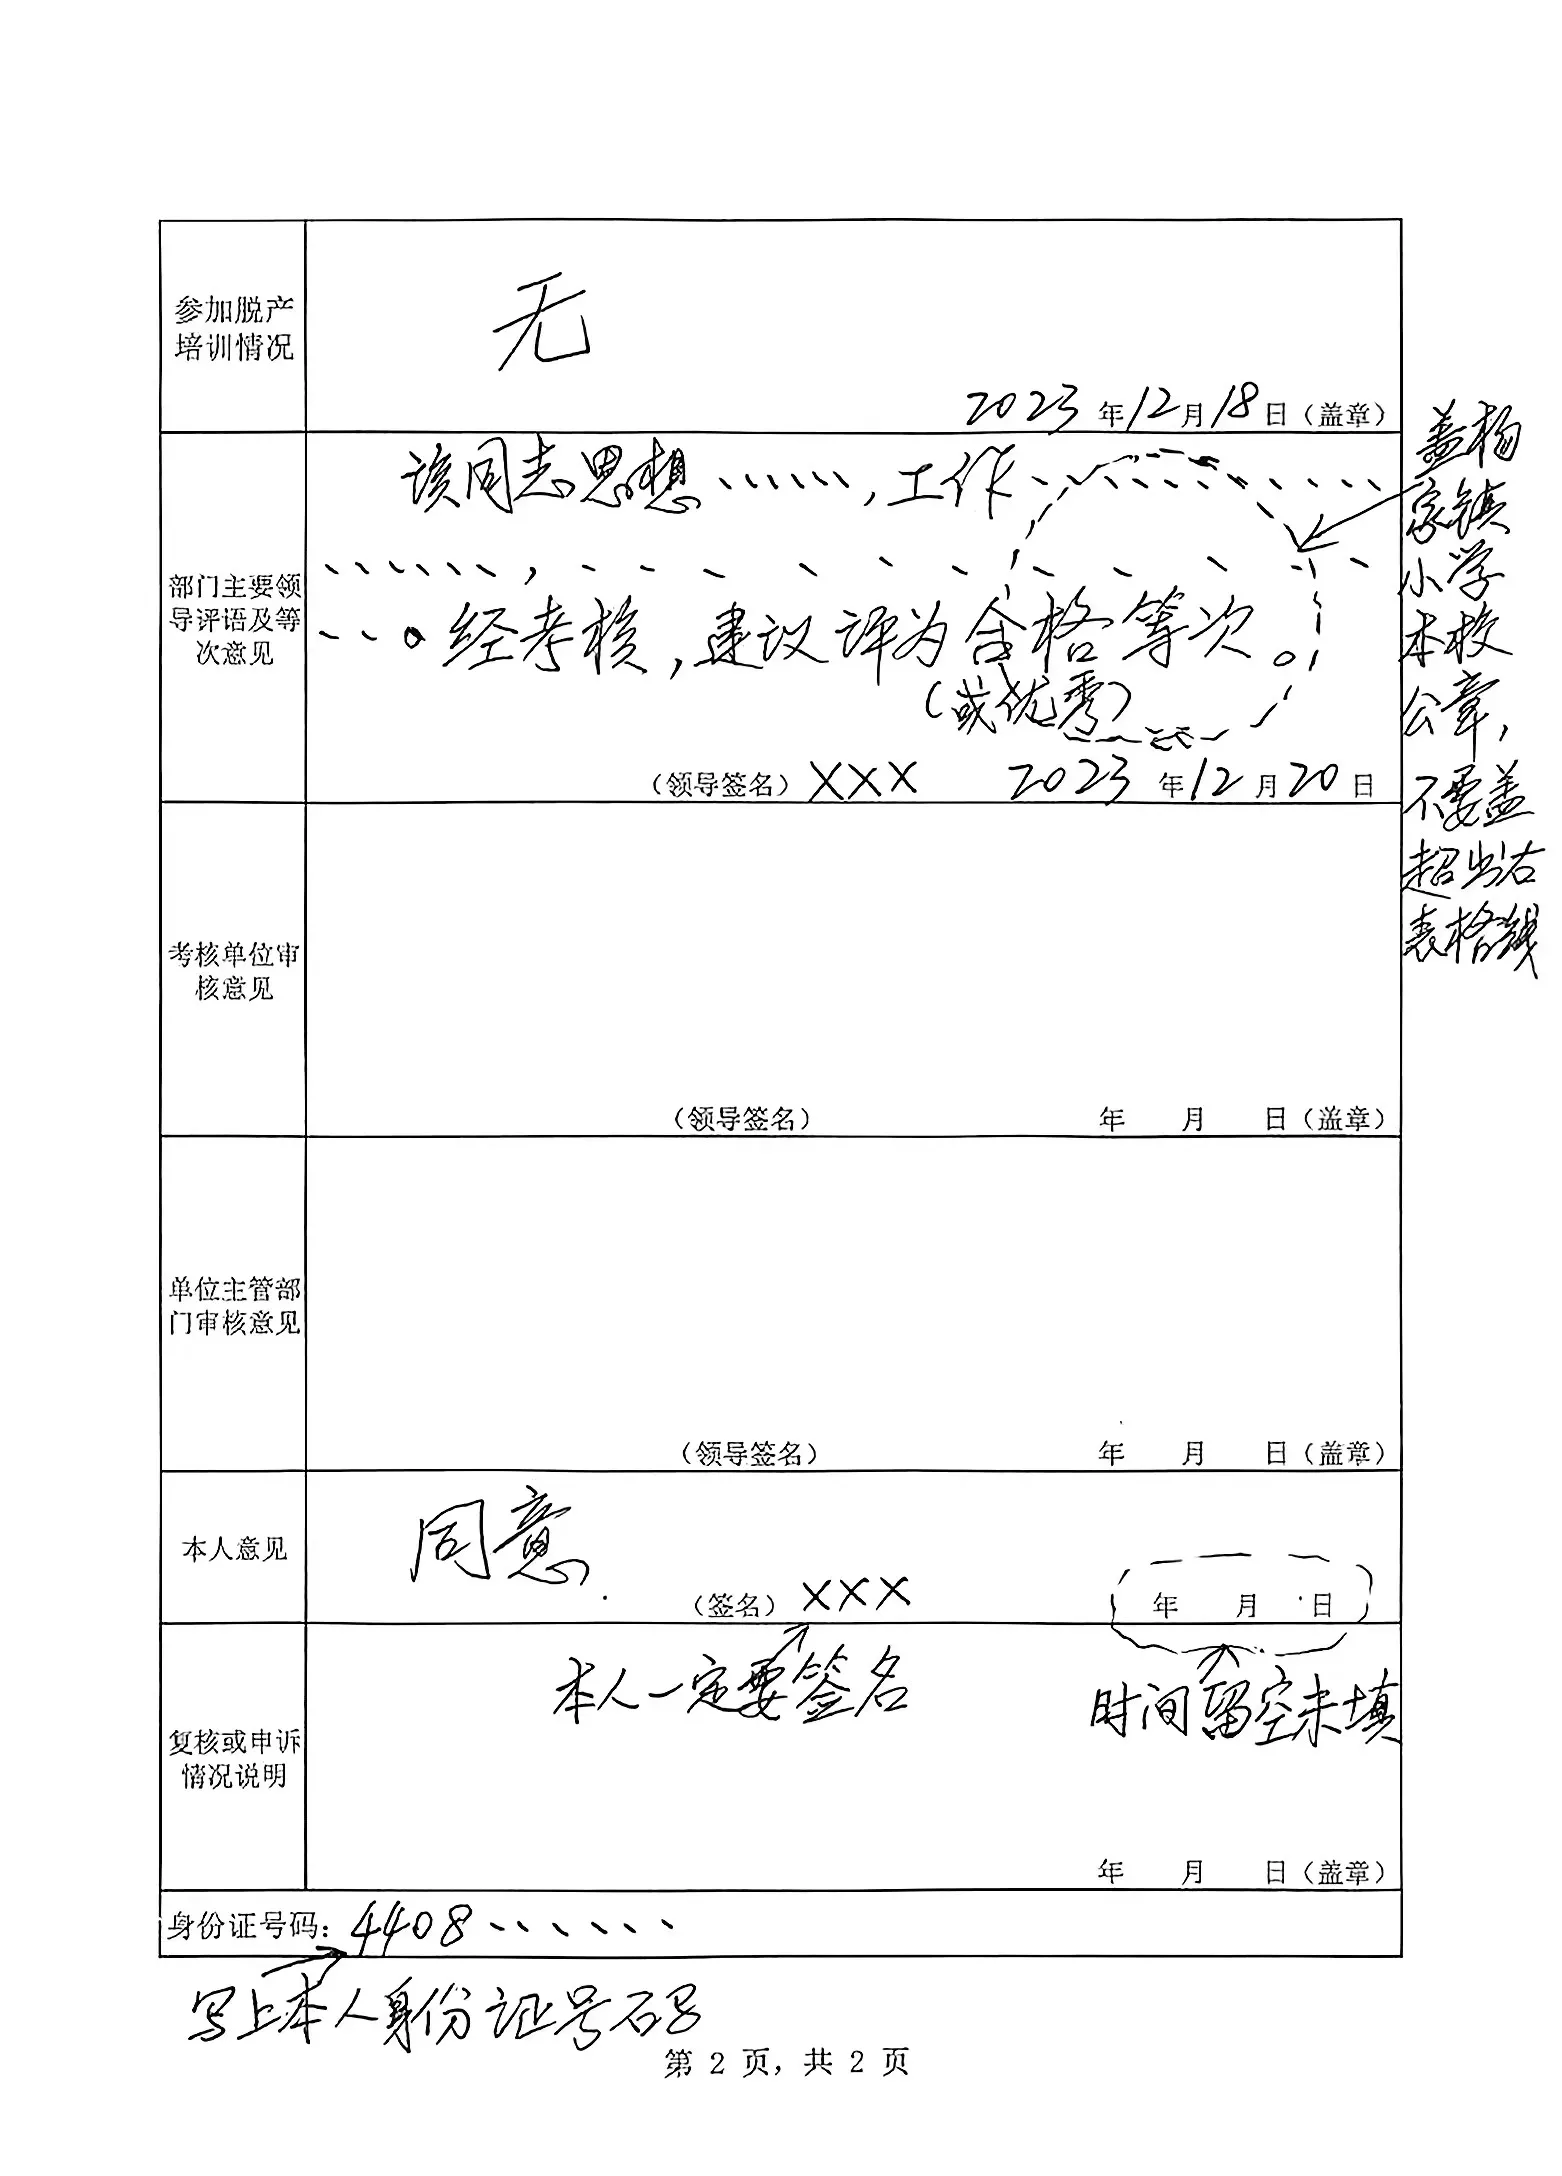 参加脱产
培训情况
无
2023年12月18日（盖章）
部门主要领
导评语及等
次意见
该同志思想……，工作…………
……，…………
……。经考核，建议评为合格等次。
（或优秀）
（领导签名）XXX 2023年12月20日
盖杨
家镇
小学
本校
公章，
不要盖
超出右
表格线
考核单位审
核意见
（领导签名） 年 月 日（盖章）
单位主管部
门审核意见
（领导签名） 年 月 日（盖章）
本人意见
同意.
（签名）XXX 年 月 日
复核或申诉
情况说明
本人一定要签名
时间留空未填
年 月 日（盖章）
身份证号码：4408……
写上本人身份证号码
第 2 页，共 2 页